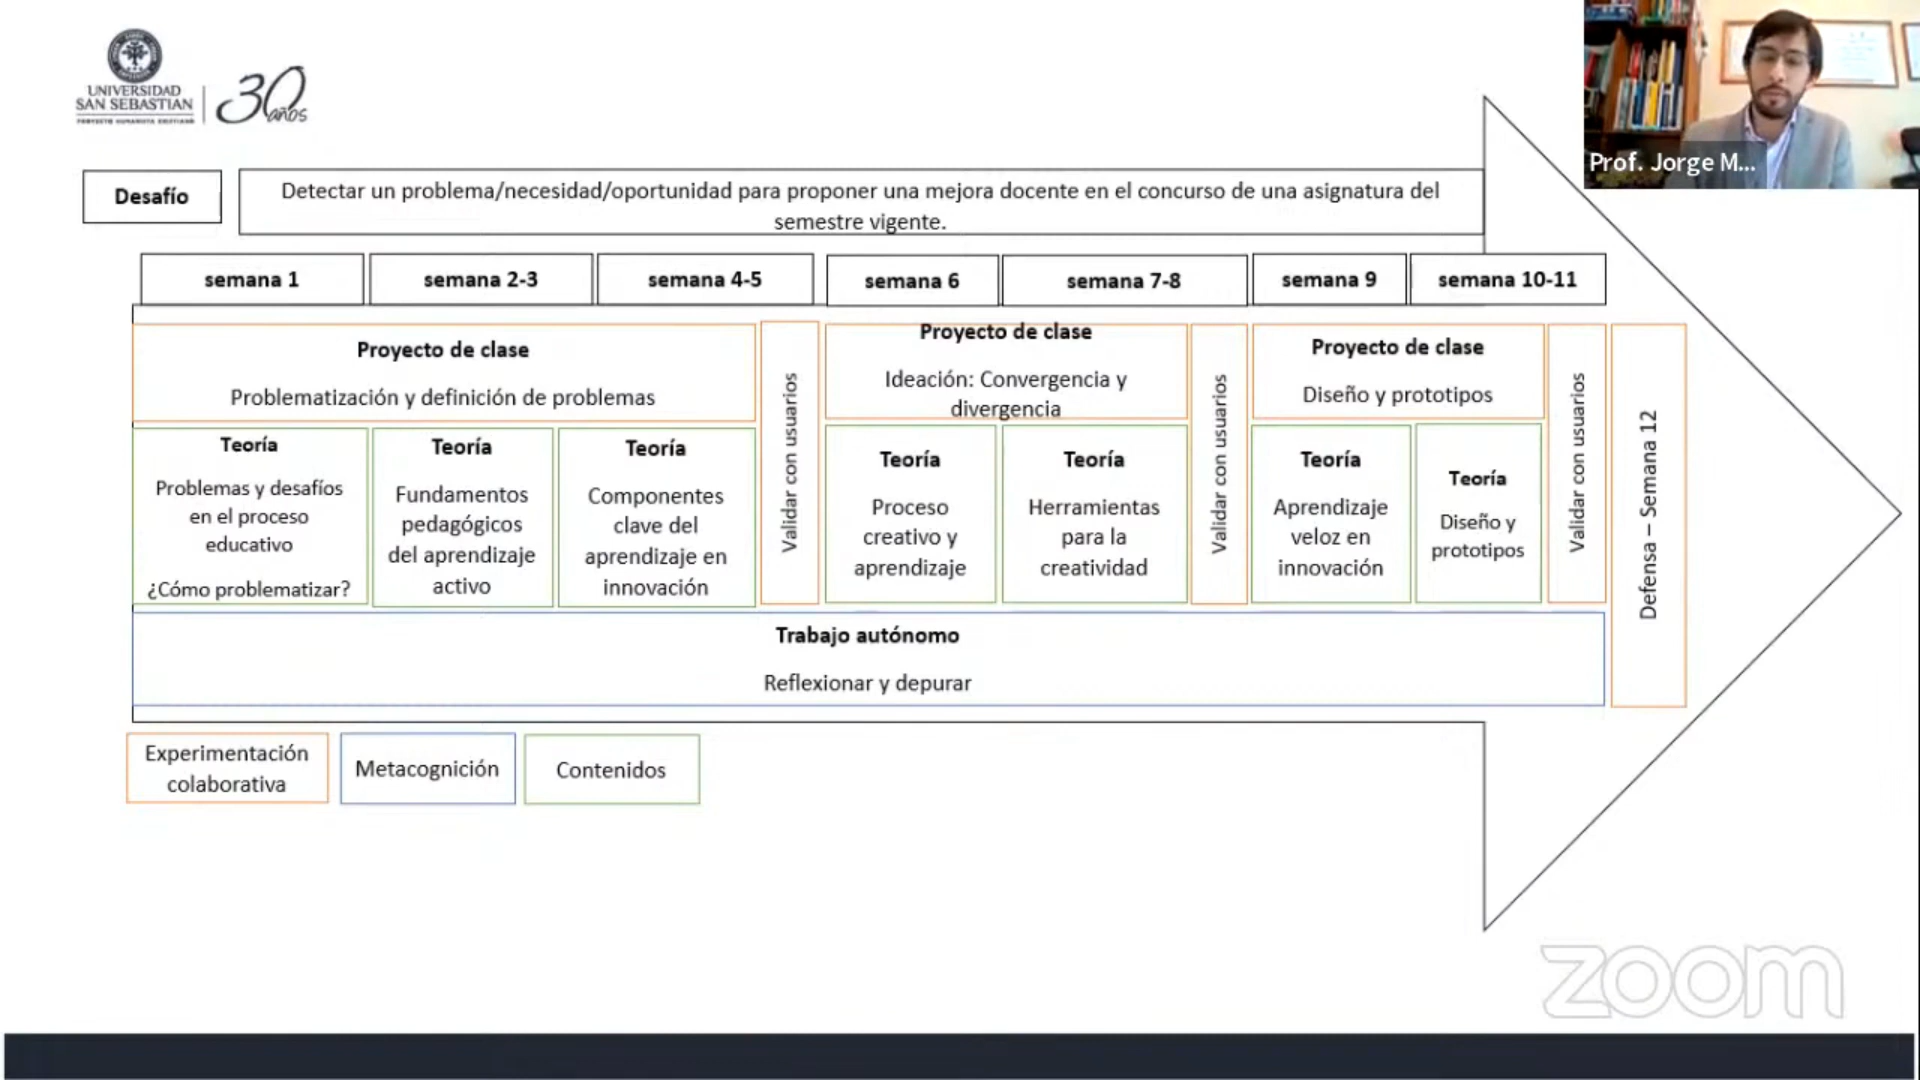 UNIVERSIDAD
SAN SEBASTIAN
PROYECTO HUMANISTA CRISTIANO
30
años
Prof. Jorge M...
Desafío
Detectar un problema/necesidad/oportunidad para proponer una mejora docente en el concurso de una asignatura del
semestre vigente.
semana 1
semana 2-3
semana 4-5
semana 6
semana 7-8
semana 9
semana 10-11
Proyecto de clase
Problematización y definición de problemas
Validar con usuarios
Proyecto de clase
Ideación: Convergencia y
divergencia
Validar con usuarios
Proyecto de clase
Diseño y prototipos
Validar con usuarios
Defensa – Semana 12
Teoría
Problemas y desafíos
en el proceso
educativo
¿Cómo problematizar?
Teoría
Fundamentos
pedagógicos
del aprendizaje
activo
Teoría
Componentes
clave del
aprendizaje en
innovación
Teoría
Proceso
creativo y
aprendizaje
Teoría
Herramientas
para la
creatividad
Teoría
Aprendizaje
veloz en
innovación
Teoría
Diseño y
prototipos
Trabajo autónomo
Reflexionar y depurar
Experimentación
colaborativa
Metacognición
Contenidos
zoom